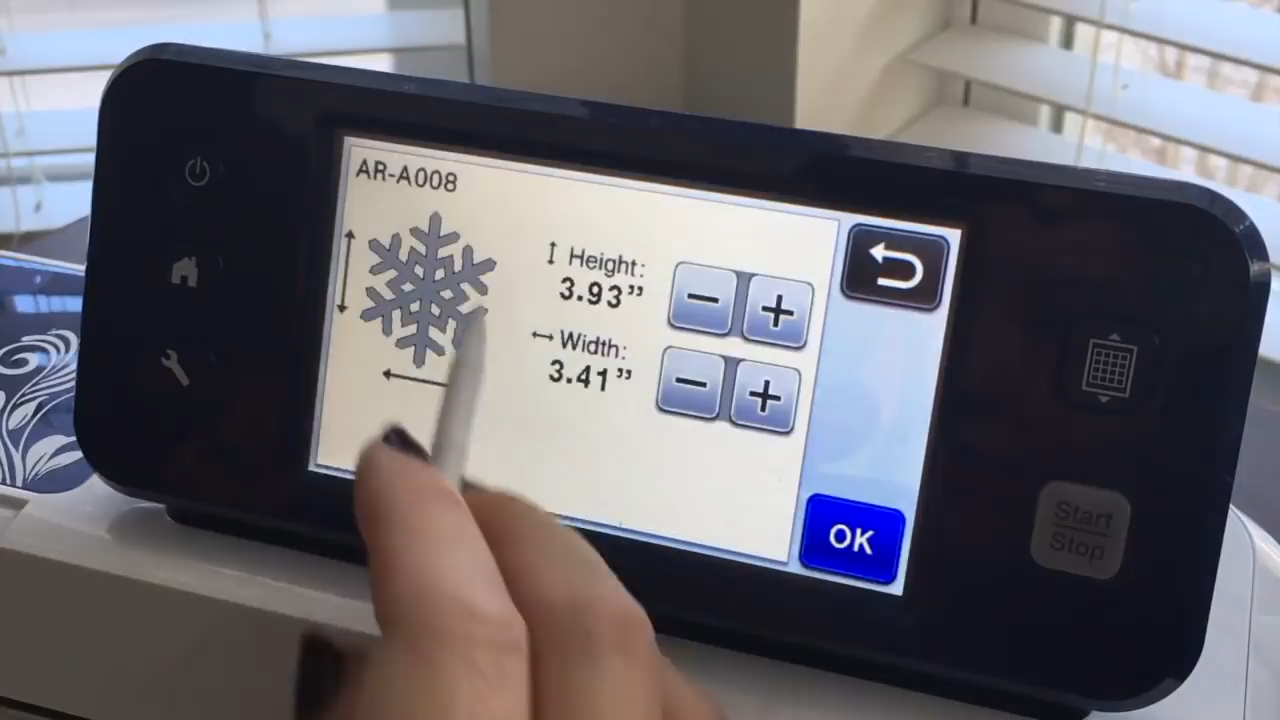 AR-A008
Height:
3.93”
Width:
3.41”
OK
Start
Stop